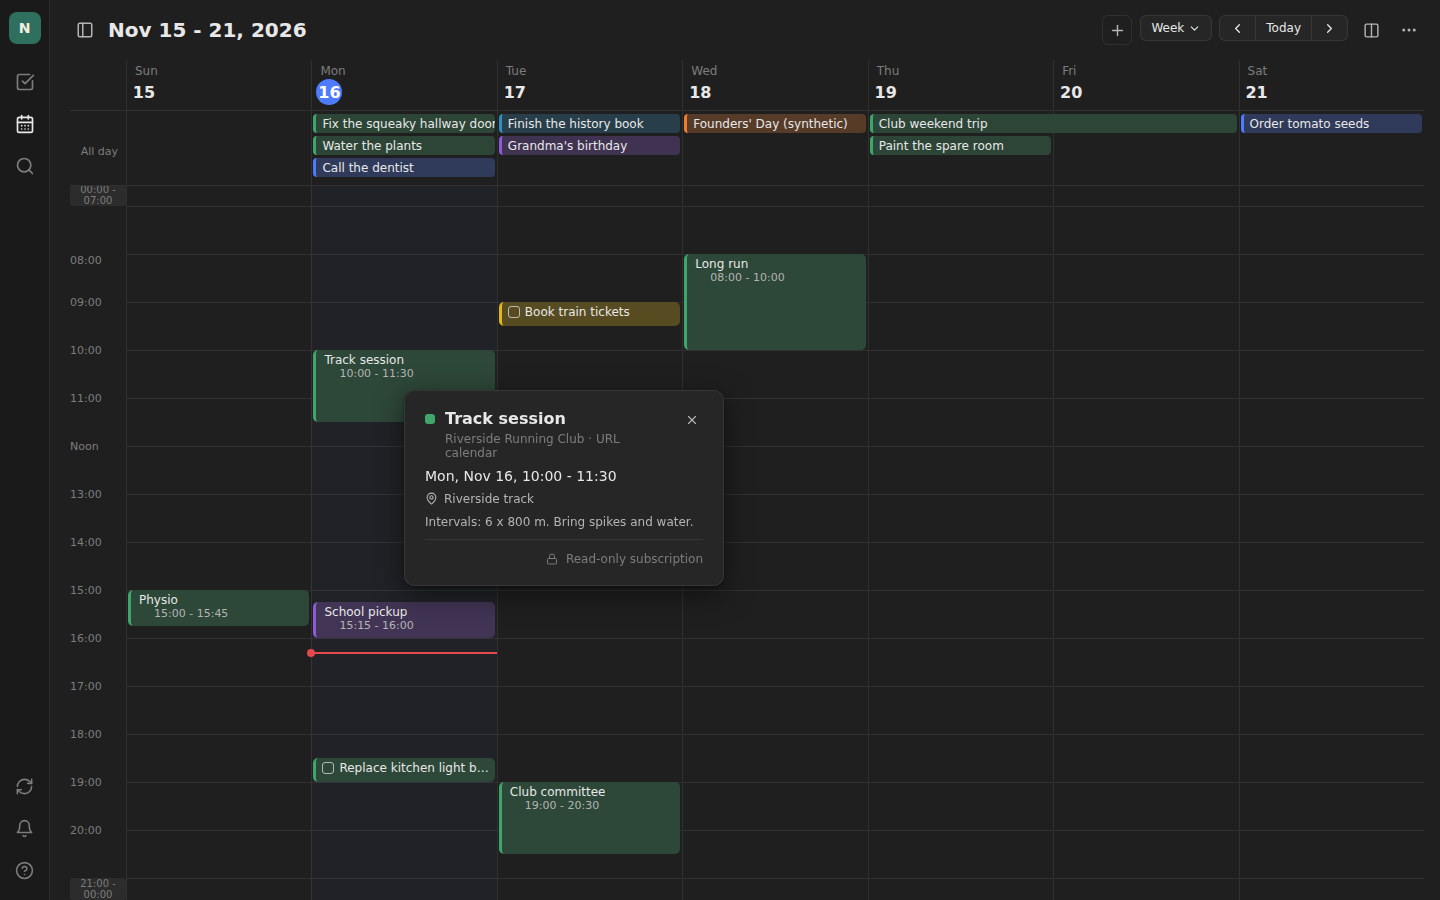 N
Nov 15 - 21, 2026
Week
Today
Sun
15
Mon
16
Tue
17
Wed
18
Thu
19
Fri
20
Sat
21
All day
Fix the squeaky hallway door
Water the plants
Call the dentist
Finish the history book
Grandma's birthday
Founders' Day (synthetic)
Club weekend trip
Paint the spare room
Order tomato seeds
00:00 -
07:00
08:00
09:00
10:00
11:00
Noon
13:00
14:00
15:00
16:00
17:00
18:00
19:00
20:00
21:00 -
00:00
Physio
15:00 - 15:45
Track session
10:00 - 11:30
School pickup
15:15 - 16:00
Replace kitchen light b…
Book train tickets
Club committee
19:00 - 20:30
Long run
08:00 - 10:00
Track session
Riverside Running Club · URL
calendar
Mon, Nov 16, 10:00 - 11:30
Riverside track
Intervals: 6 x 800 m. Bring spikes and water.
Read-only subscription